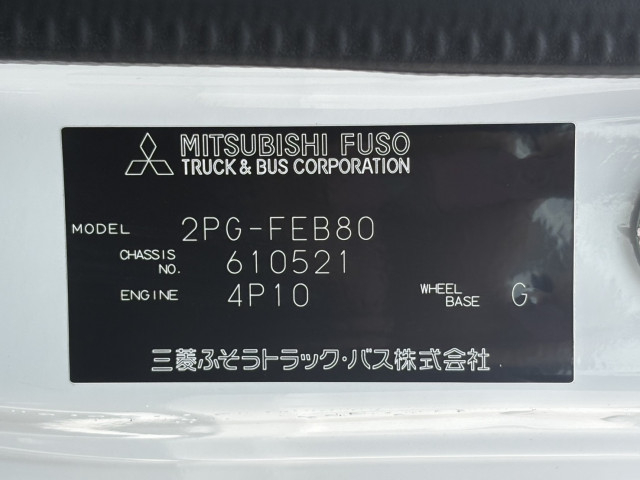 MITSUBISHI FUSO
TRUCK & BUS CORPORATION
MODEL 2PG-FEB80
CHASSIS NO. 610521
ENGINE 4P10 WHEEL BASE G
三菱ふそうトラック・バス株式会社